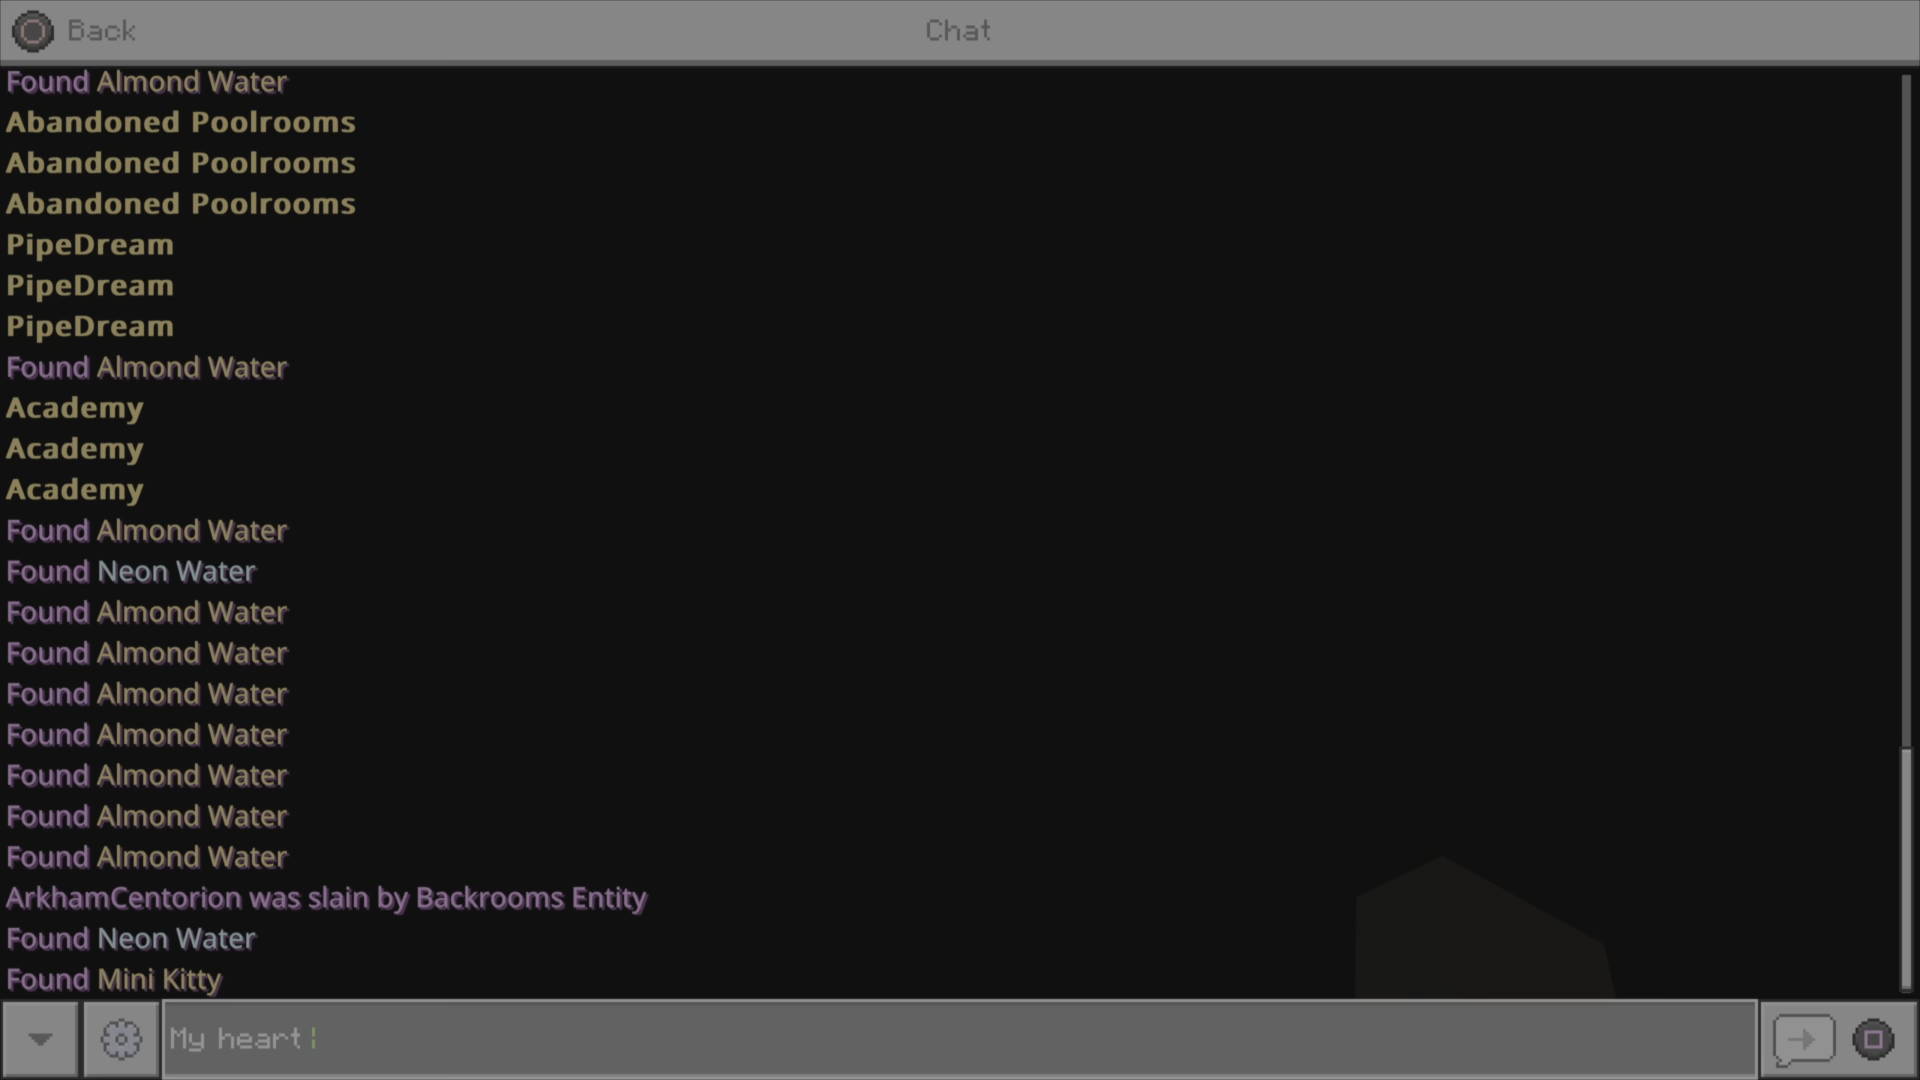 Back
Chat
Found Almond Water
Abandoned Poolrooms
Abandoned Poolrooms
Abandoned Poolrooms
PipeDream
PipeDream
PipeDream
Found Almond Water
Academy
Academy
Academy
Found Almond Water
Found Neon Water
Found Almond Water
Found Almond Water
Found Almond Water
Found Almond Water
Found Almond Water
Found Almond Water
Found Almond Water
ArkhamCentorion was slain by Backrooms Entity
Found Neon Water
Found Mini Kitty
My heart